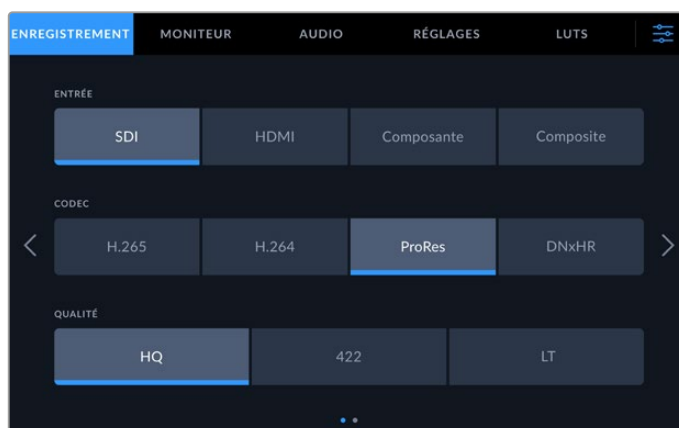 ENREGISTREMENT MONITEUR AUDIO RÉGLAGES LUTS
ENTRÉE
SDI HDMI Composante Composite
CODEC
H.265 H.264 ProRes DNxHR
QUALITÉ
HQ 422 LT